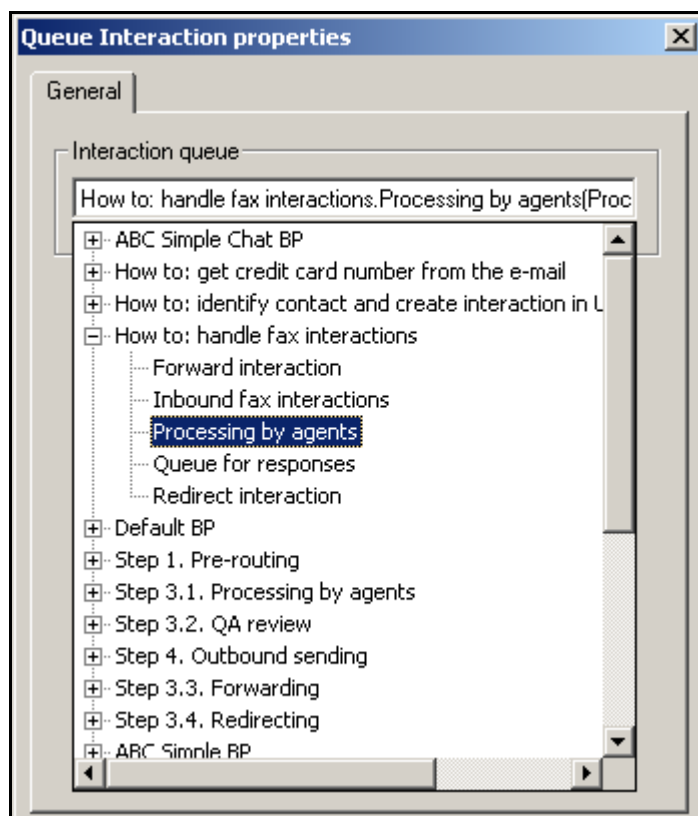 Queue Interaction properties
General
Interaction queue
How to: handle fax interactions.Processing by agents(Proc
ABC Simple Chat BP
How to: get credit card number from the e-mail
How to: identify contact and create interaction in U
How to: handle fax interactions
Forward interaction
Inbound fax interactions
Processing by agents
Queue for responses
Redirect interaction
Default BP
Step 1. Pre-routing
Step 3.1. Processing by agents
Step 3.2. QA review
Step 4. Outbound sending
Step 3.3. Forwarding
Step 3.4. Redirecting
ABC Simple BP